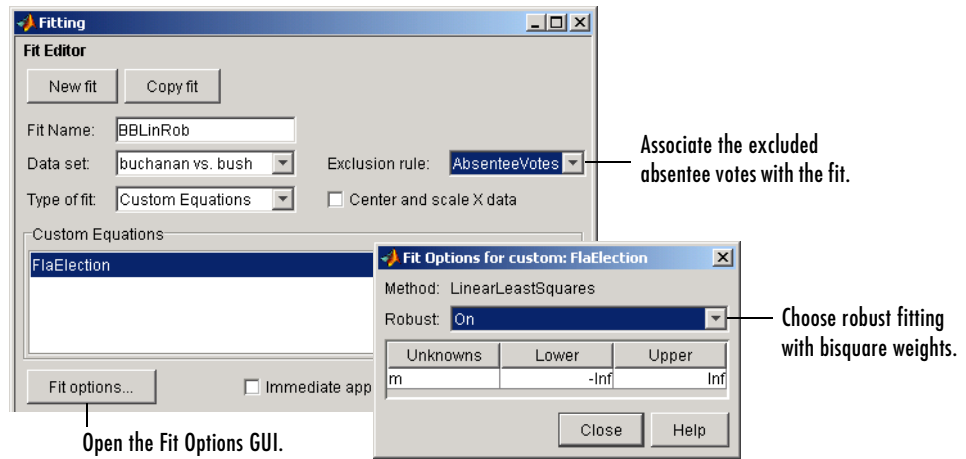 Fitting
Fit Editor
New fit
Copy fit
Fit Name:
BBLinRob
Data set:
buchanan vs. bush
Exclusion rule:
AbsenteeVotes
Associate the excluded
absentee votes with the fit.
Type of fit:
Custom Equations
Center and scale X data
Custom Equations
FlaElection
Fit Options for custom: FlaElection
Method: LinearLeastSquares
Robust:
On
Choose robust fitting
with bisquare weights.
Unknowns
Lower
Upper
m
-Inf
Inf
Fit options...
Immediate app
Close
Help
Open the Fit Options GUI.